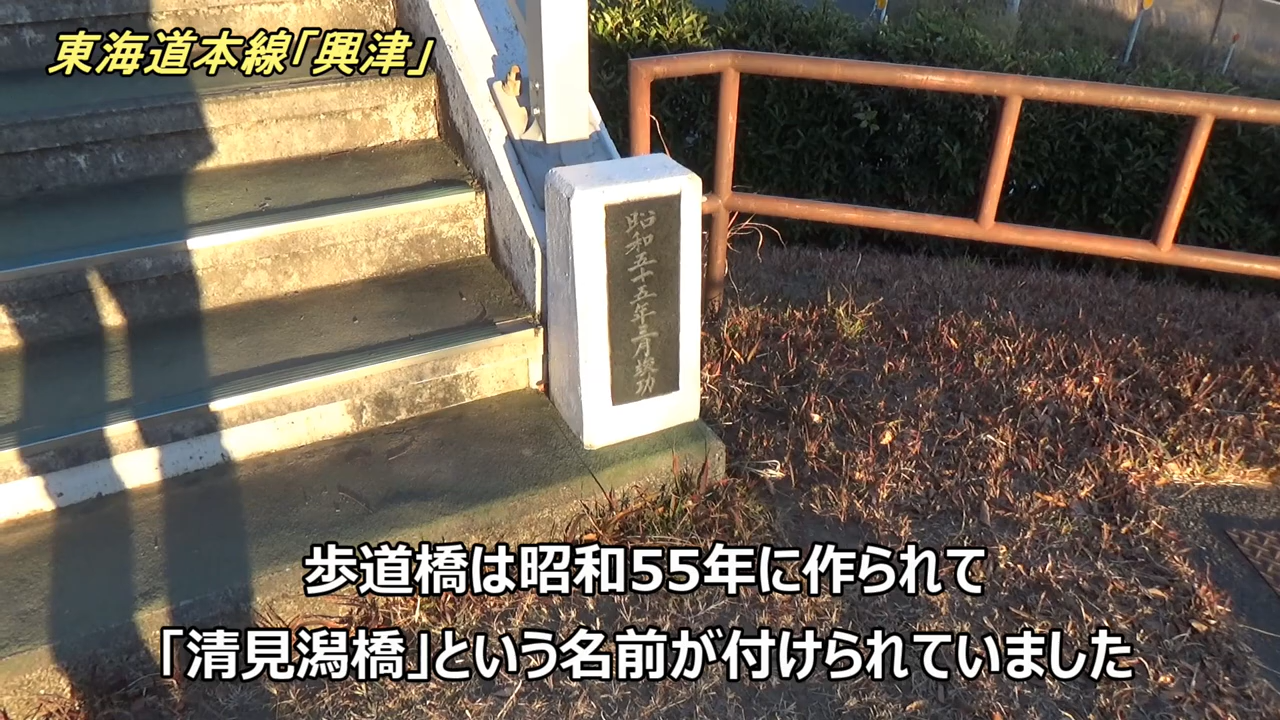 東海道本線「興津」
昭和五十五年三月竣功
歩道橋は昭和55年に作られて
「清見潟橋」という名前が付けられていました